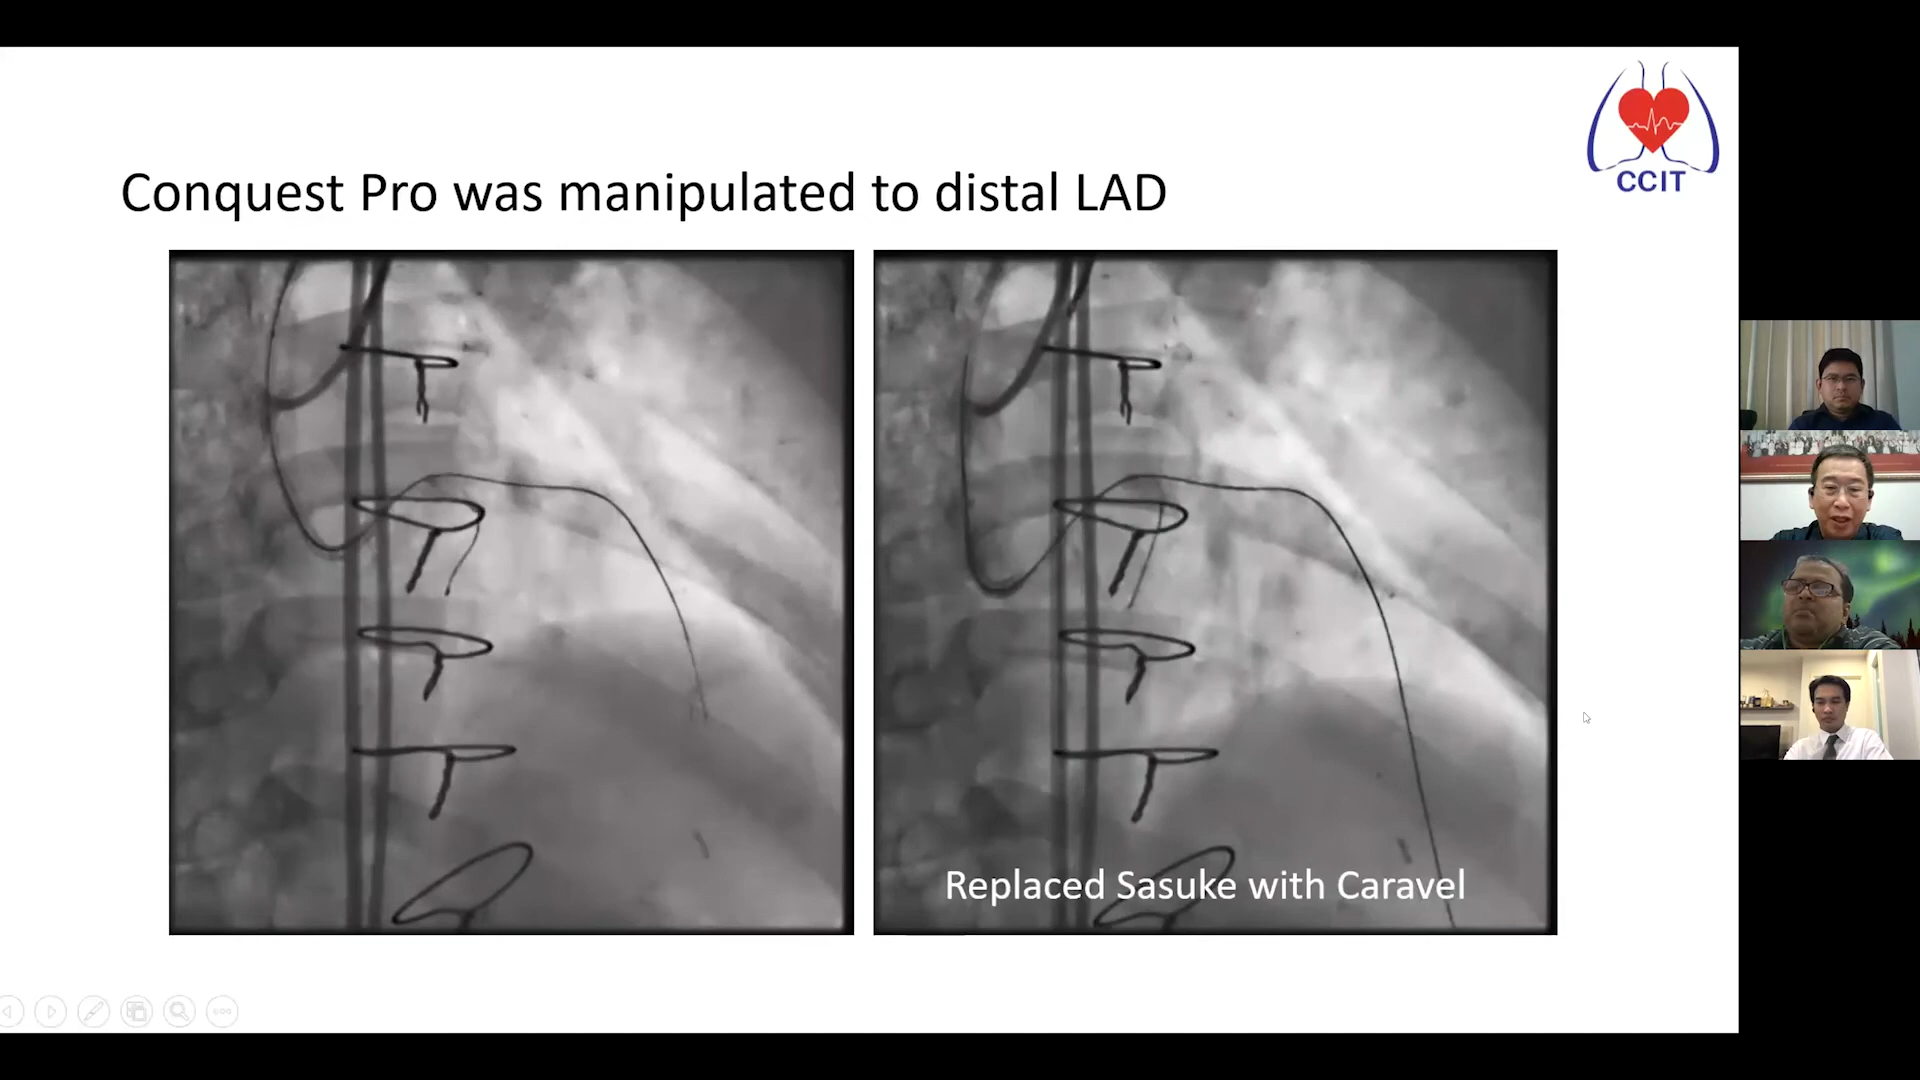 CCIT
Conquest Pro was manipulated to distal LAD
Replaced Sasuke with Caravel